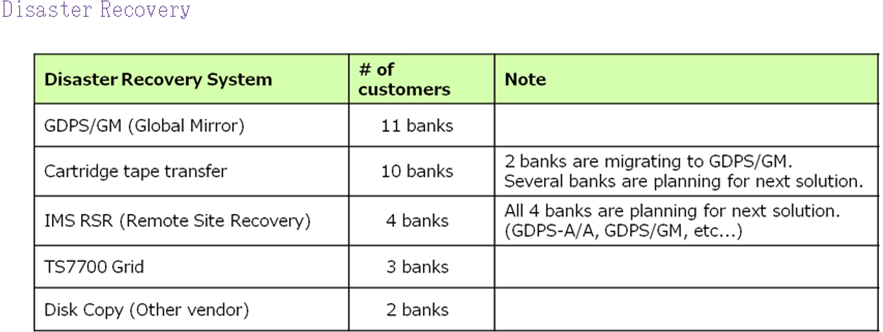 Disaster Recovery
Disaster Recovery System
# of
customers
Note
GDPS/GM (Global Mirror)
11 banks
Cartridge tape transfer
10 banks
2 banks are migrating to GDPS/GM.
Several banks are planning for next solution.
IMS RSR (Remote Site Recovery)
4 banks
All 4 banks are planning for next solution.
(GDPS-A/A, GDPS/GM, etc...)
TS7700 Grid
3 banks
Disk Copy (Other vendor)
2 banks